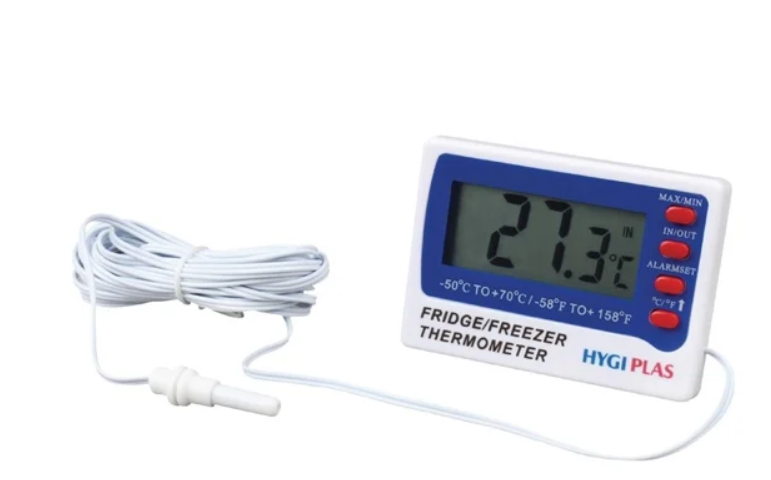 MAX/MIN
27.3°C IN
IN/OUT
ALARMSET
°C/°F↑
-50°C TO+70°C/-58°F TO+158°F
FRIDGE/FREEZER
THERMOMETER
HYGIPLAS